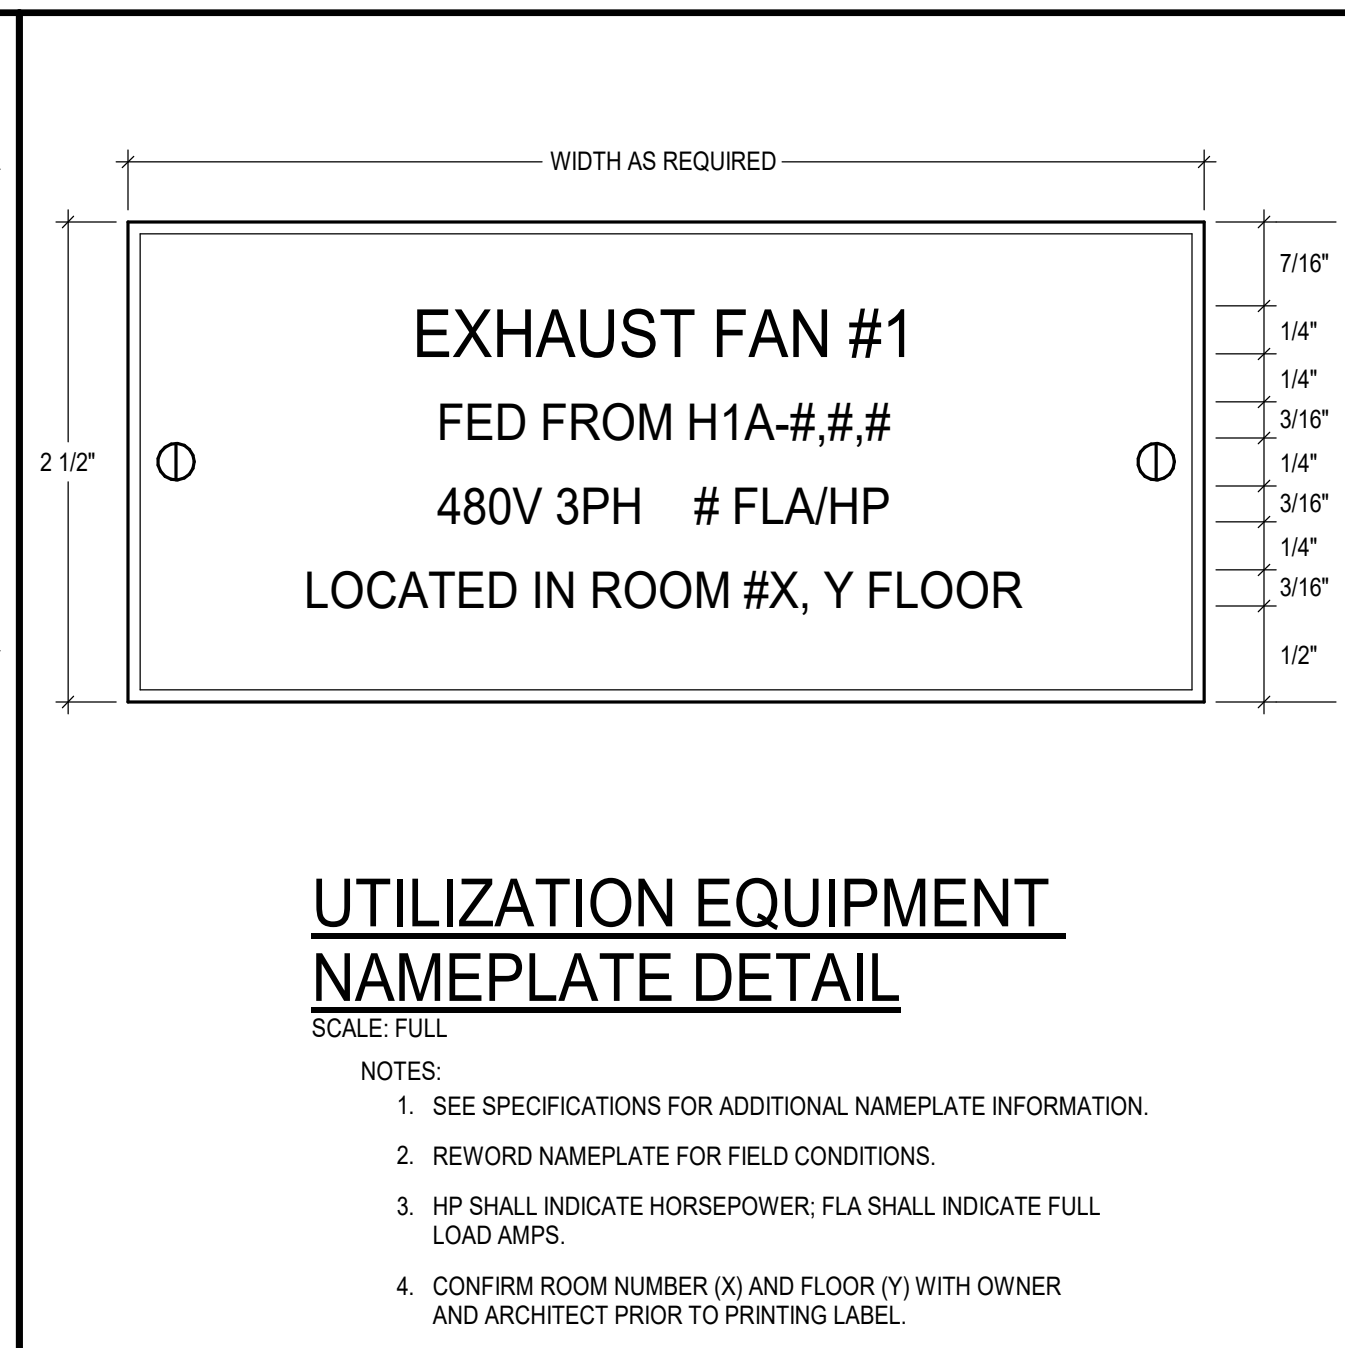 WIDTH AS REQUIRED
2 1/2"
EXHAUST FAN #1
FED FROM H1A-#,#,#
480V 3PH # FLA/HP
LOCATED IN ROOM #X, Y FLOOR
7/16"
1/4"
1/4"
3/16"
1/4"
3/16"
1/4"
3/16"
1/2"
UTILIZATION EQUIPMENT
NAMEPLATE DETAIL
SCALE: FULL
NOTES:
1. SEE SPECIFICATIONS FOR ADDITIONAL NAMEPLATE INFORMATION.
2. REWORD NAMEPLATE FOR FIELD CONDITIONS.
3. HP SHALL INDICATE HORSEPOWER; FLA SHALL INDICATE FULL
LOAD AMPS.
4. CONFIRM ROOM NUMBER (X) AND FLOOR (Y) WITH OWNER
AND ARCHITECT PRIOR TO PRINTING LABEL.